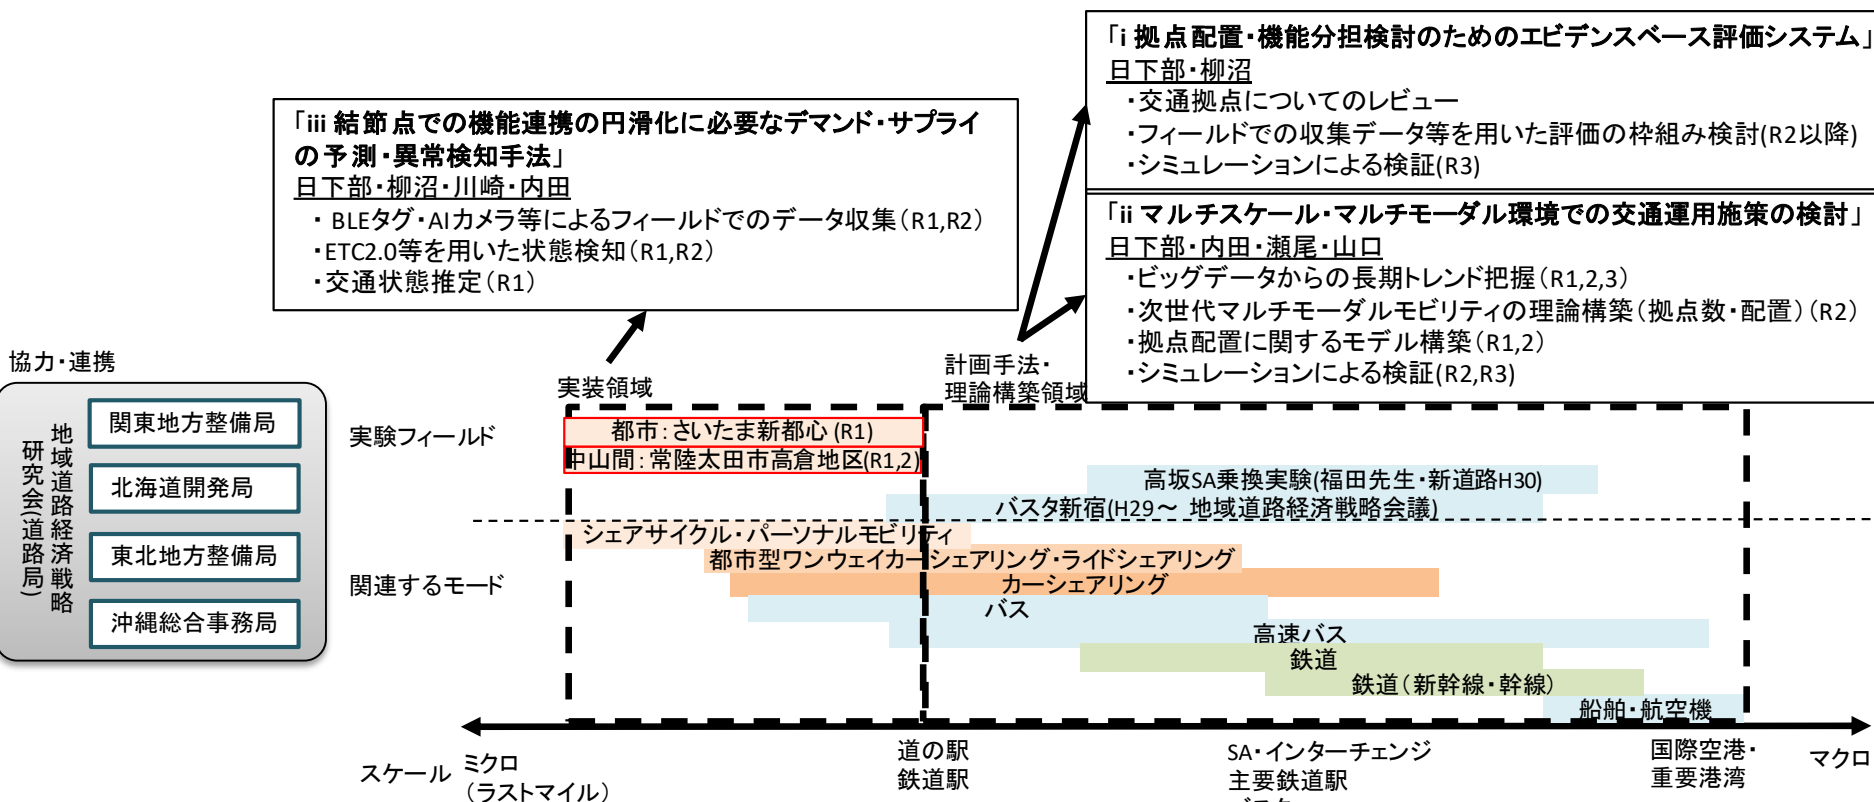 「i 拠点配置・機能分担検討のためのエビデンスベース評価システム」
日下部・柳沼
・交通拠点についてのレビュー
・フィールドでの収集データ等を用いた評価の枠組み検討(R2以降)
・シミュレーションによる検証(R3)
「iii 結節点での機能連携の円滑化に必要なデマンド・サプライ
の予測・異常検知手法」
日下部・柳沼・川崎・内田
・ BLEタグ・AIカメラ等によるフィールドでのデータ収集（R1,R2）
・ETC2.0等を用いた状態検知（R1,R2）
・交通状態推定（R1）
「ii マルチスケール・マルチモーダル環境での交通運用施策の検討」
日下部・内田・瀬尾・山口
・ビッグデータからの長期トレンド把握（R1,2,3）
・次世代マルチモーダルモビリティの理論構築（拠点数・配置）（R2）
・拠点配置に関するモデル構築（R1,2）
・シミュレーションによる検証(R2,R3)
協力・連携
地域道路経済戦略
研究会(道路局)
関東地方整備局
北海道開発局
東北地方整備局
沖縄総合事務局
実装領域
計画手法・
理論構築領域
実験フィールド
都市：さいたま新都心 (R1)
中山間：常陸太田市高倉地区(R1,2)
高坂SA乗換実験(福田先生・新道路H30)
バスタ新宿(H29～ 地域道路経済戦略会議)
関連するモード
シェアサイクル・パーソナルモビリティ
都市型ワンウェイカーシェアリング・ライドシェアリング
カーシェアリング
バス
高速バス
鉄道
鉄道（新幹線・幹線）
船舶・航空機
スケール
ミクロ
（ラストマイル）
道の駅
鉄道駅
SA・インターチェンジ
主要鉄道駅
国際空港・
重要港湾
マクロ